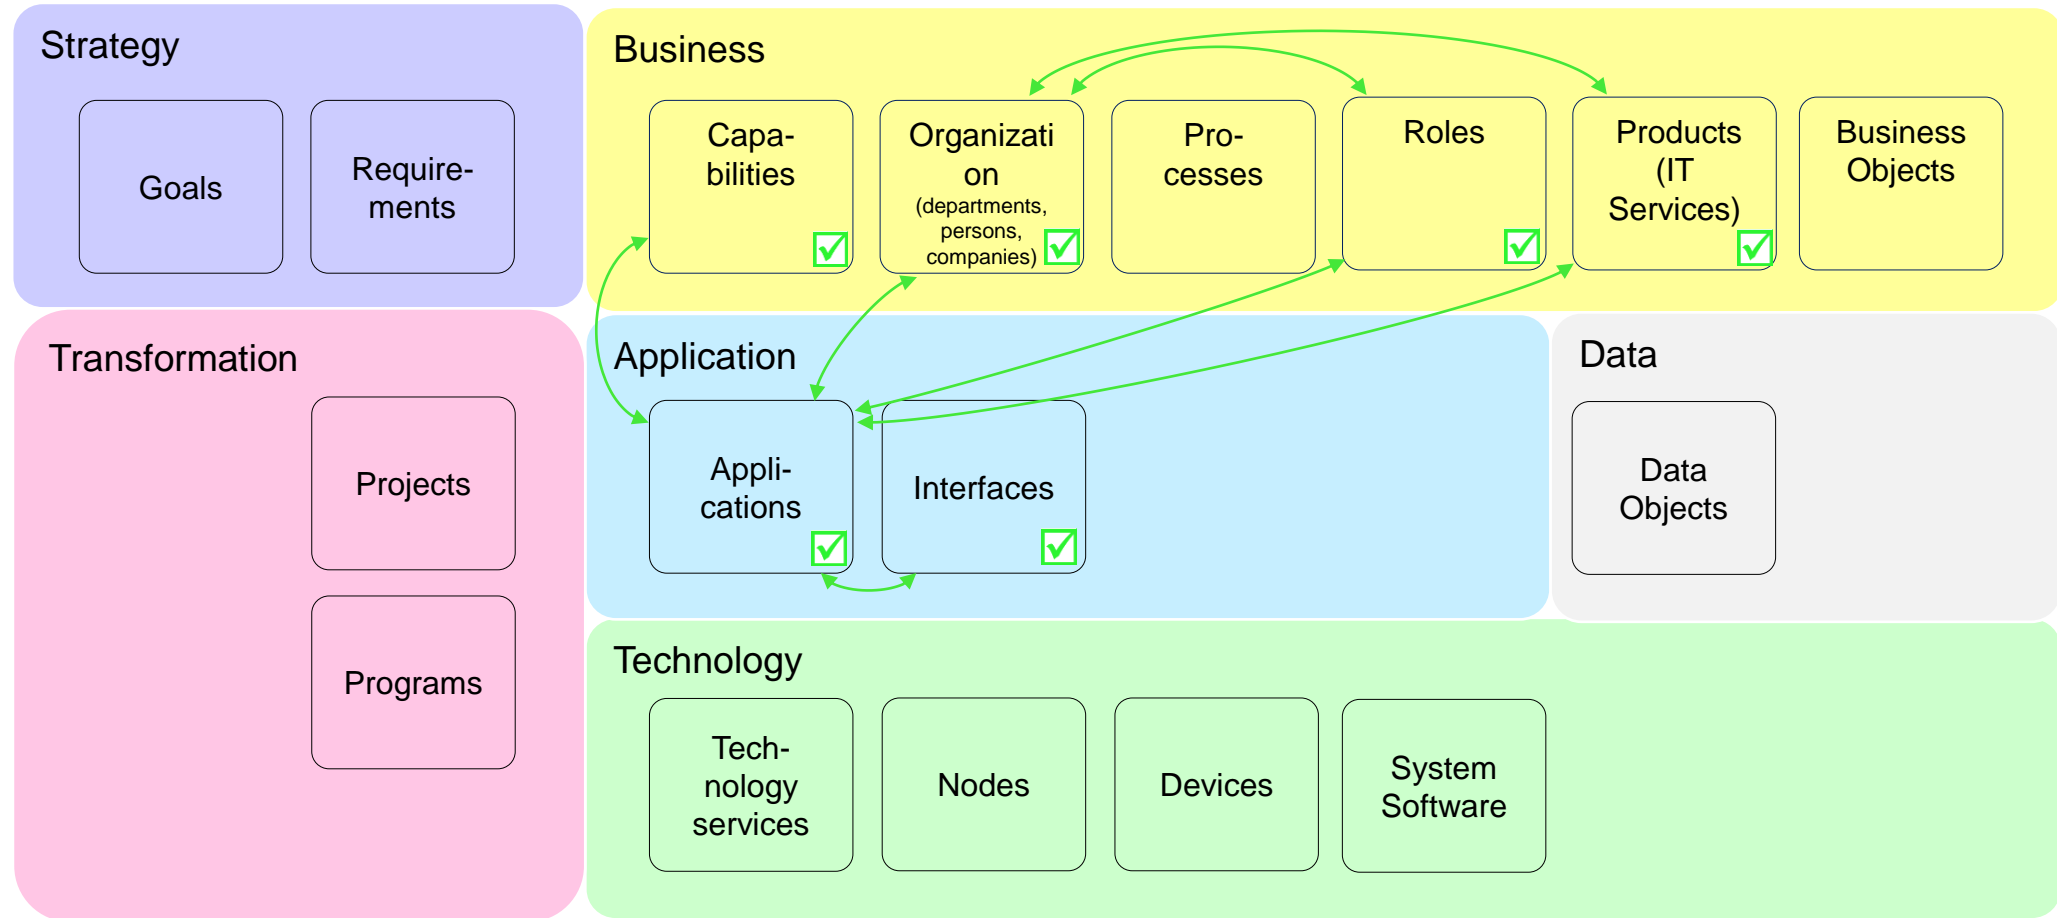 Strategy
Goals
Require-
ments
Business
Capa-
bilities
Organizati
on
(departments,
persons,
companies)
Pro-
cesses
Roles
Products
(IT
Services)
Business
Objects
Transformation
Projects
Programs
Application
Appli-
cations
Interfaces
Data
Data
Objects
Technology
Tech-
nology
services
Nodes
Devices
System
Software